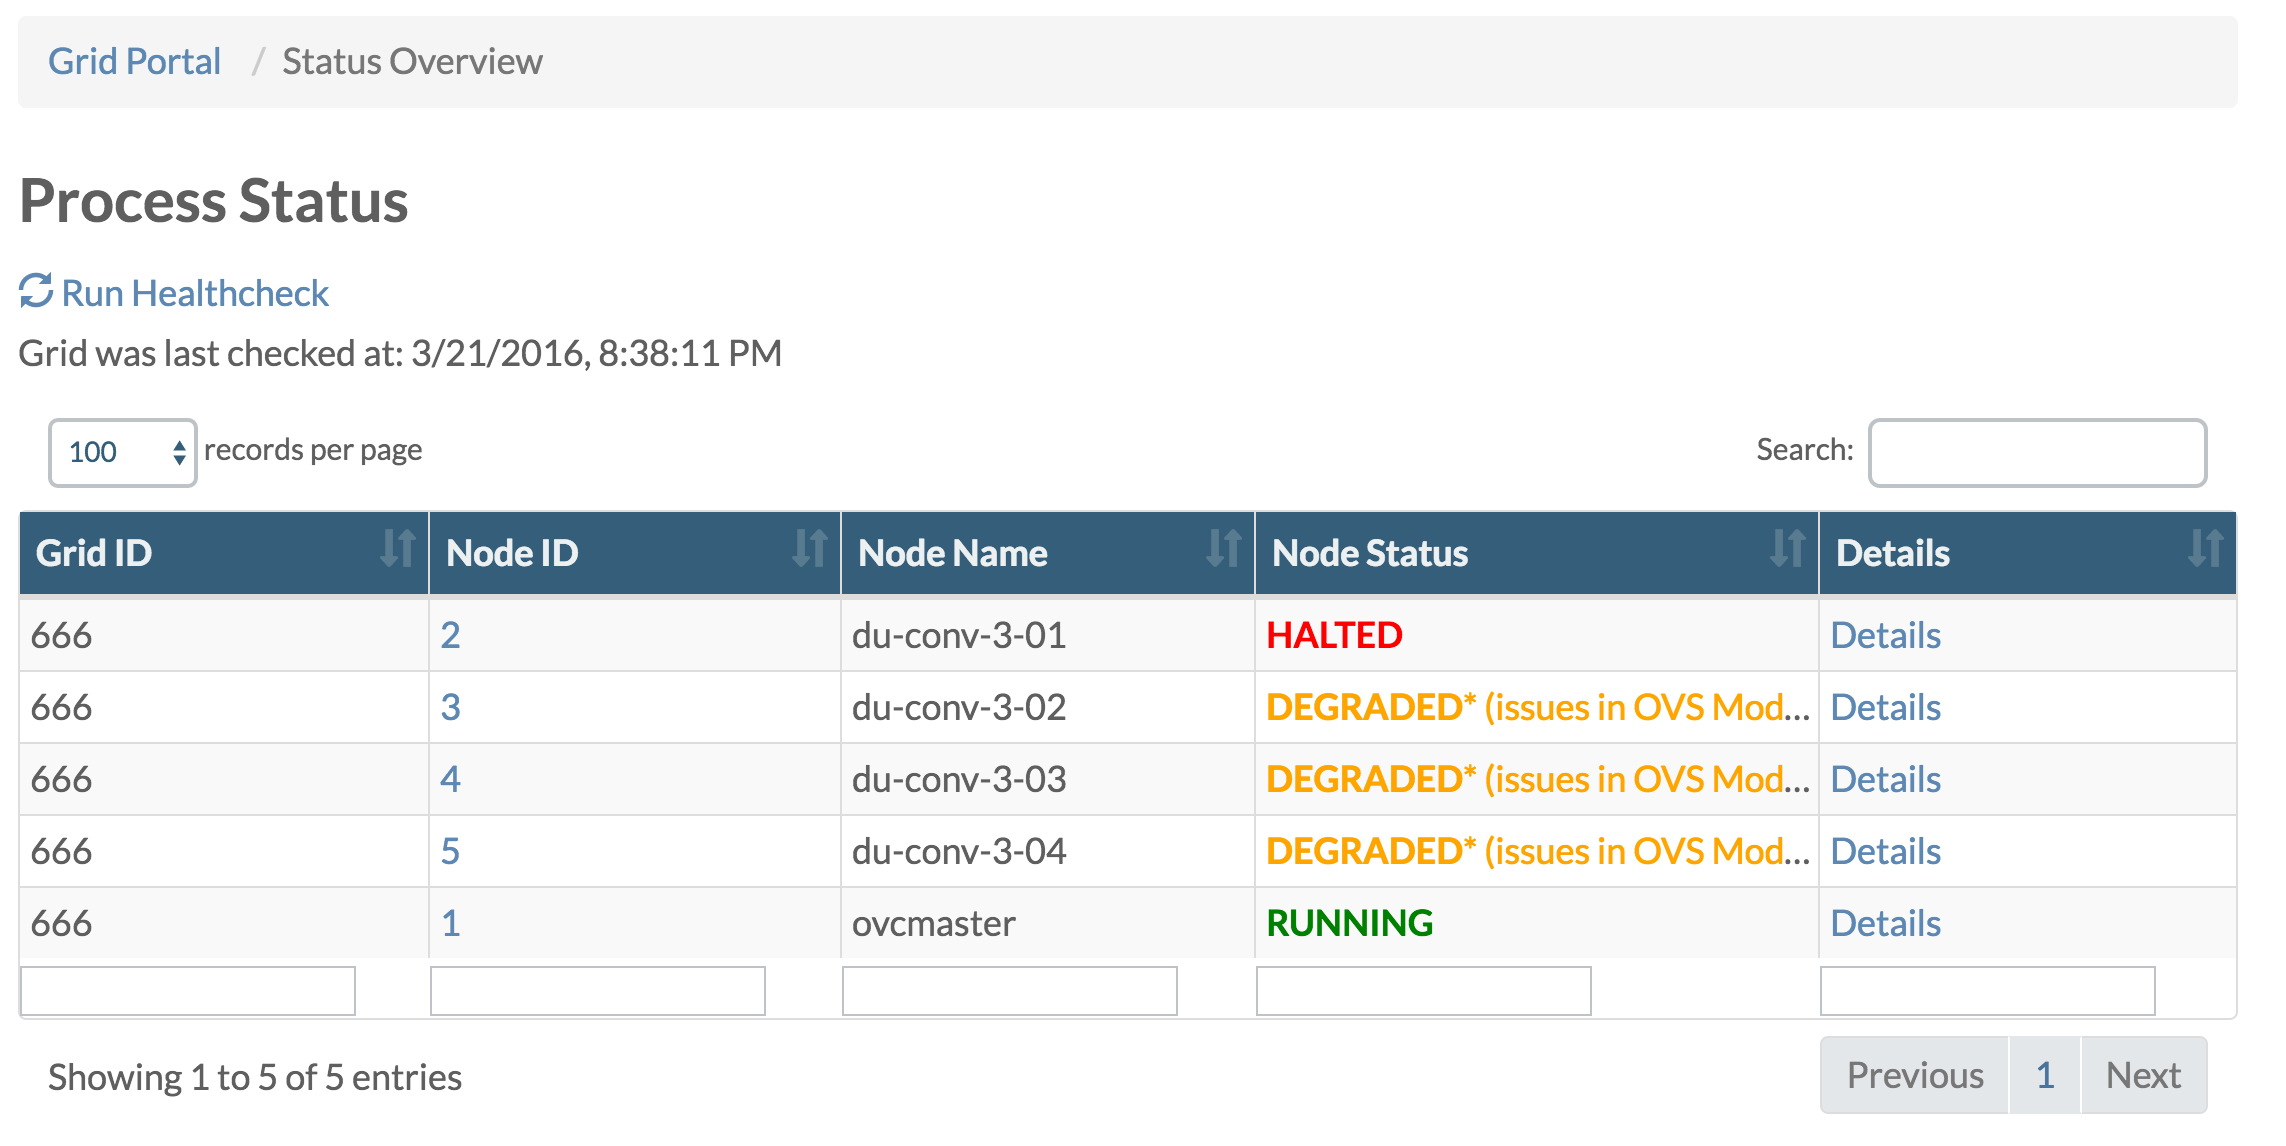 Grid Portal / Status Overview
Process Status
Run Healthcheck
Grid was last checked at: 3/21/2016, 8:38:11 PM
100 records per page Search:
Grid ID Node ID Node Name Node Status Details
666 2 du-conv-3-01 HALTED Details
666 3 du-conv-3-02 DEGRADED* (issues in OVS Mod... Details
666 4 du-conv-3-03 DEGRADED* (issues in OVS Mod... Details
666 5 du-conv-3-04 DEGRADED* (issues in OVS Mod... Details
666 1 ovcmaster RUNNING Details
Showing 1 to 5 of 5 entries Previous 1 Next